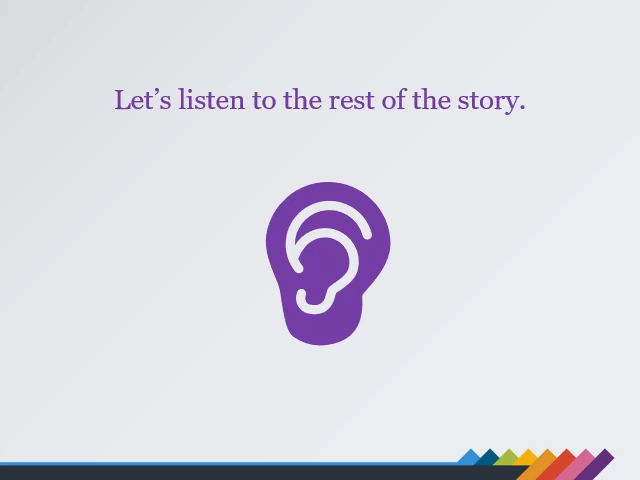 Let’s listen to the rest of the story.